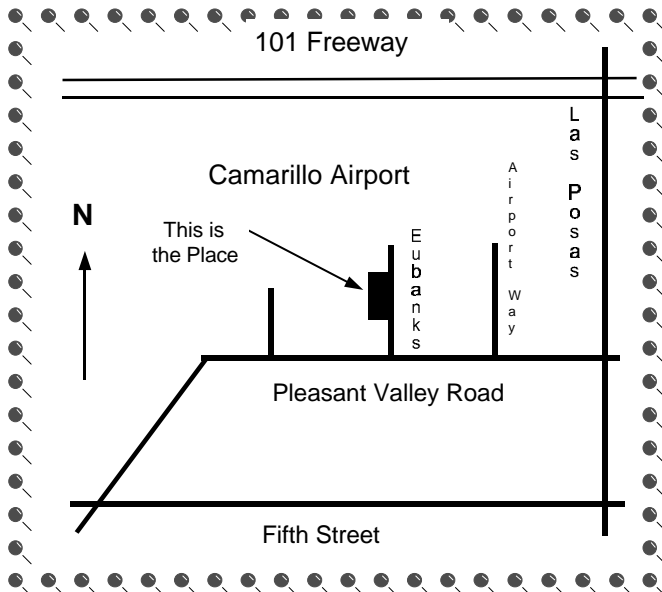 101 Freeway
Las Posas
Camarillo Airport
Airport Way
N
This is
the Place
Eubanks
Pleasant Valley Road
Fifth Street